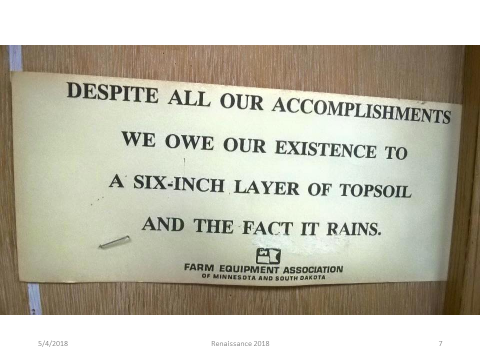 DESPITE ALL OUR ACCOMPLISHMENTS
WE OWE OUR EXISTENCE TO
A SIX-INCH LAYER OF TOPSOIL
AND THE FACT IT RAINS.
FARM EQUIPMENT ASSOCIATION
OF MINNESOTA AND SOUTH DAKOTA
5/4/2018 Renaissance 2018 7